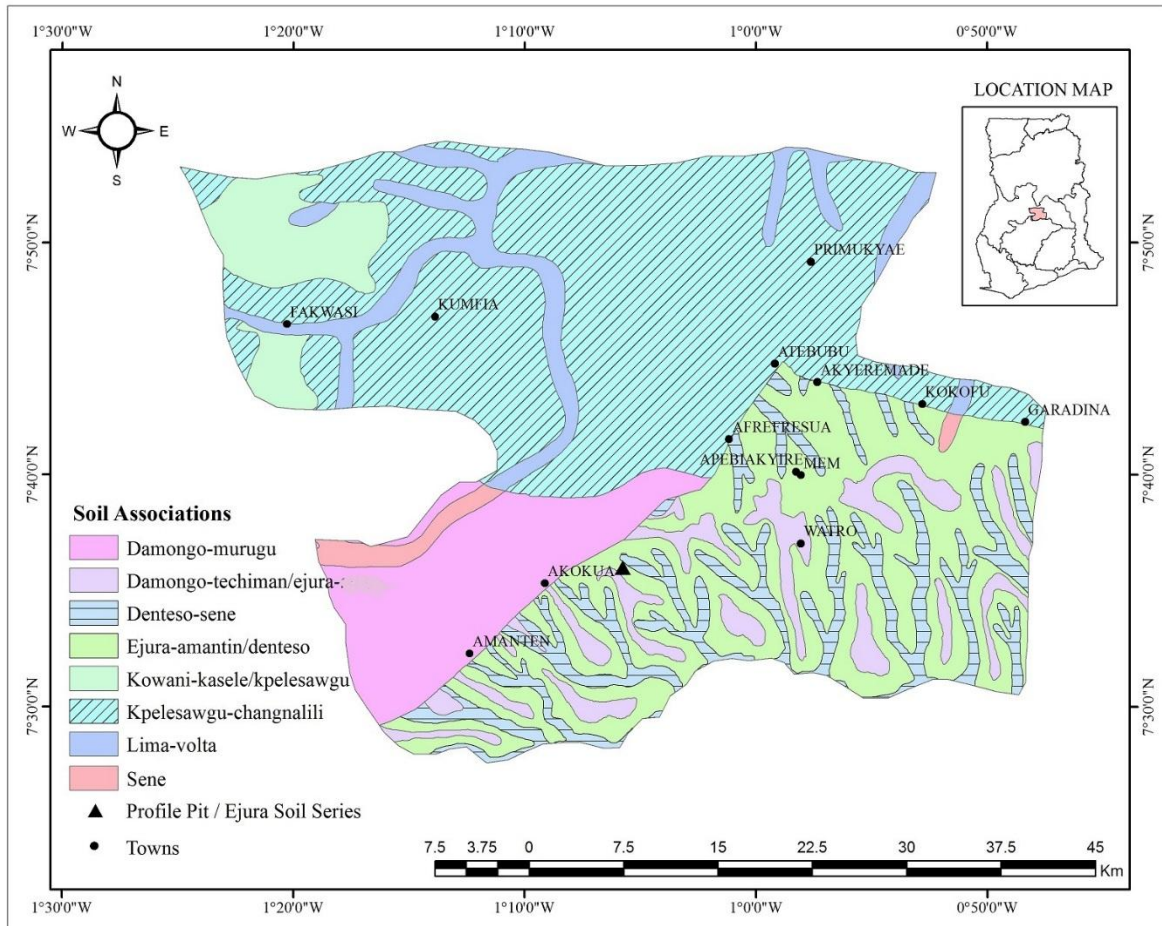 1°30'0"W 1°20'0"W 1°10'0"W 1°0'0"W 0°50'0"W
N
W E
S
LOCATION MAP
7°50'0"N 7°50'0"N
PRIMUKYAE
FAKWASI
KUMFIA
ATEBUBU
AKYEREMADE
KOKOFU
GARADINA
AFREFRESUA
APEBIAKYIRE
MEM
7°40'0"N 7°40'0"N
WATRO
AKOKUA
AMANTEN
7°30'0"N 7°30'0"N
Soil Associations
Damongo-murugu
Damongo-techiman/ejura-
Denteso-sene
Ejura-amantin/denteso
Kowani-kasele/kpelesawgu
Kpelesawgu-changnalili
Lima-volta
Sene
Profile Pit / Ejura Soil Series
Towns
7.5 3.75 0 7.5 15 22.5 30 37.5 45
Km
1°30'0"W 1°20'0"W 1°10'0"W 1°0'0"W 0°50'0"W